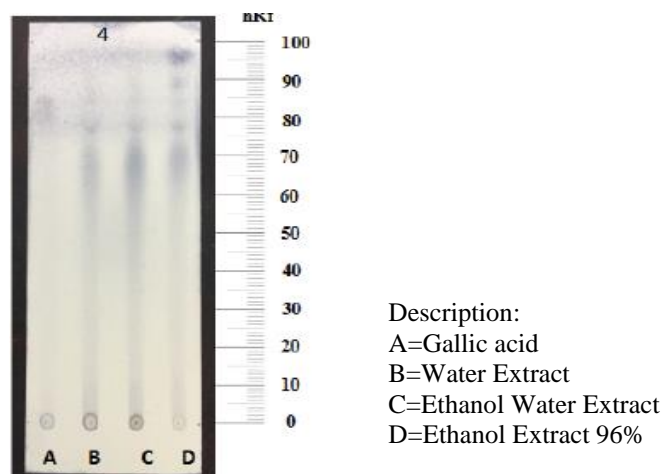 hRf
4
100
90
80
70
60
50
40
30
20
10
0
A B C D
Description:
A=Gallic acid
B=Water Extract
C=Ethanol Water Extract
D=Ethanol Extract 96%